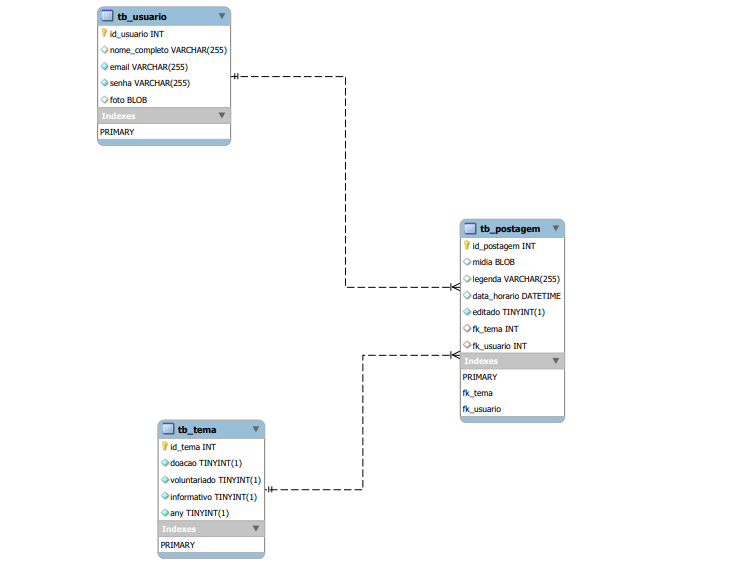 tb_usuario
id_usuario INT
nome_completo VARCHAR(255)
email VARCHAR(255)
senha VARCHAR(255)
foto BLOB
Indexes
PRIMARY
tb_postagem
id_postagem INT
midia BLOB
legenda VARCHAR(255)
data_horario DATETIME
editado TINYINT(1)
fk_tema INT
fk_usuario INT
Indexes
PRIMARY
fk_tema
fk_usuario
tb_tema
id_tema INT
doacao TINYINT(1)
voluntariado TINYINT(1)
informativo TINYINT(1)
any TINYINT(1)
Indexes
PRIMARY